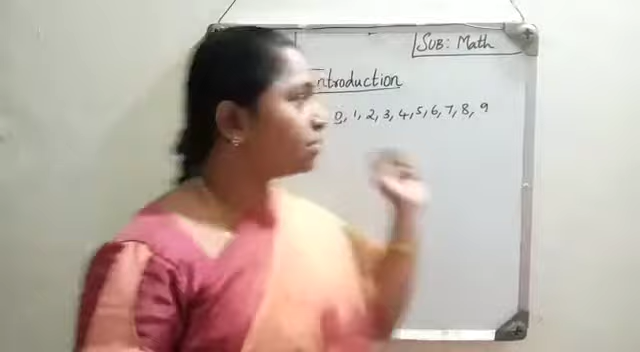 SUB: Math
Introduction
0, 1, 2, 3, 4, 5, 6, 7, 8, 9